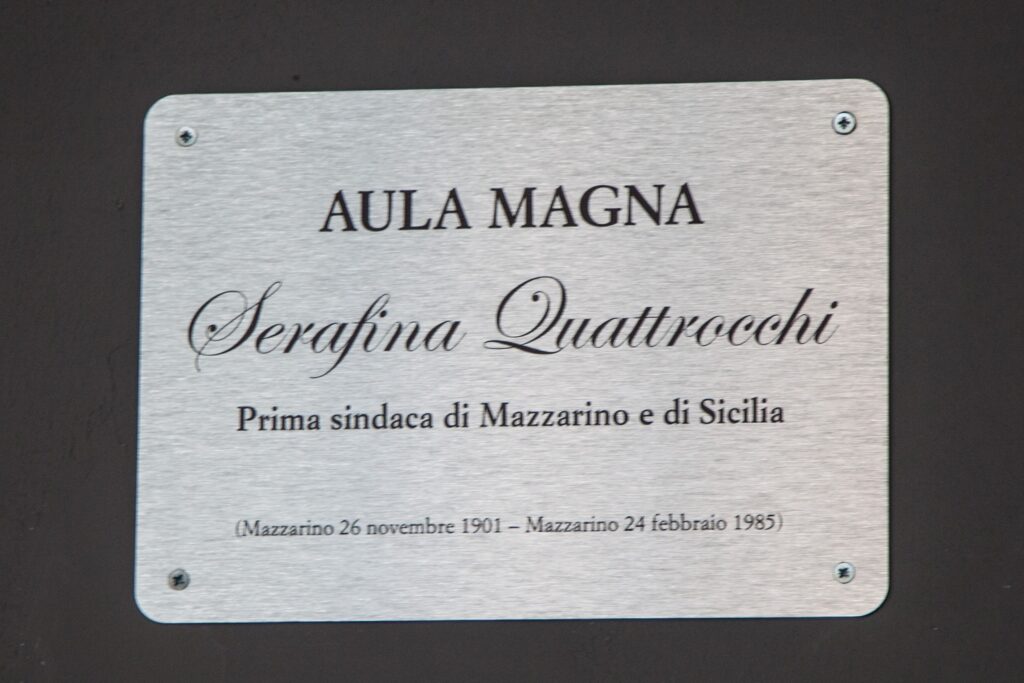 AULA MAGNA
Serafina Quattrocchi
Prima sindaca di Mazzarino e di Sicilia
(Mazzarino 26 novembre 1901 – Mazzarino 24 febbraio 1985)